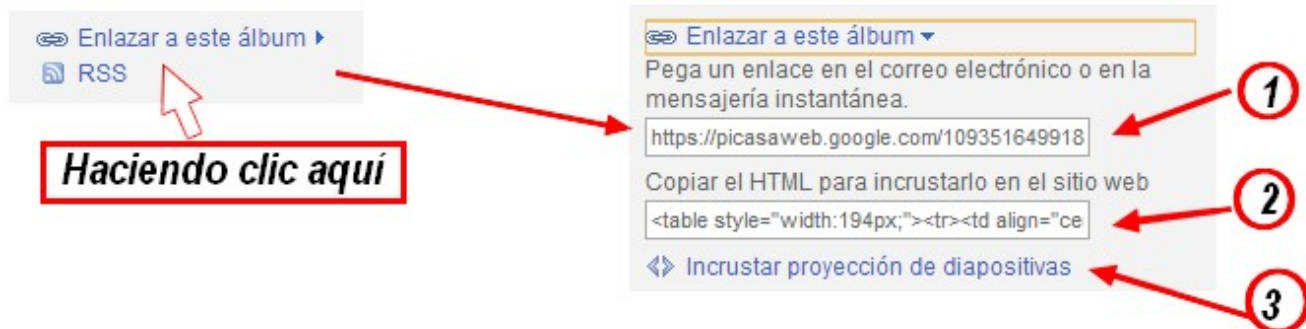 Enlazar a este álbum
RSS
Haciendo clic aquí
Enlazar a este álbum
Pega un enlace en el correo electrónico o en la
mensajería instantánea.
https://picasaweb.google.com/109351649918
Copiar el HTML para incrustarlo en el sitio web
<table style="width:194px;"><tr><td align="ce
Incrustar proyección de diapositivas
1
2
3